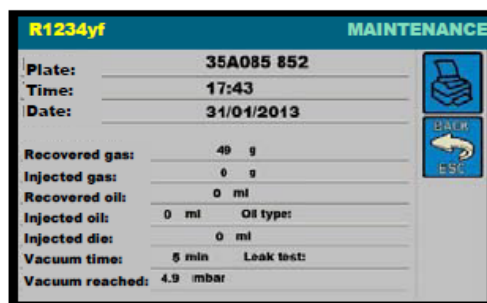 R1234yf MAINTENANCE
Plate: 35A085 852
Time: 17:43
Date: 31/01/2013
BACK
ESC
Recovered gas: 49 g
Injected gas: 0 g
Recovered oil: 0 ml
Injected oil: 0 ml Oil type:
Injected die: 0 ml
Vacuum time: 5 min Leak test:
Vacuum reached: 4.9 mbar